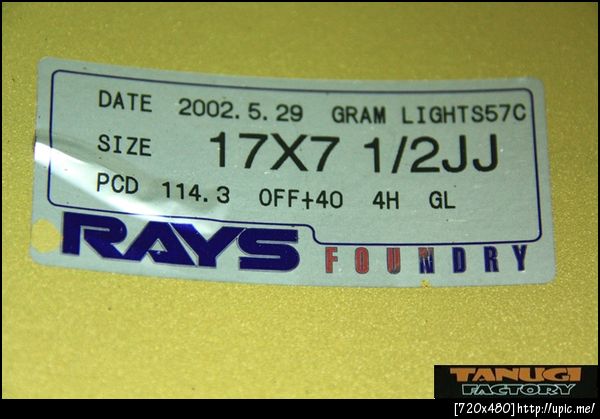 DATE 2002.5.29 GRAM LIGHTS57C
SIZE 17X7 1/2JJ
PCD 114.3 OFF+40 4H GL
RAYS FOUNDRY
TANUGI
FACTORY
[720x480]http://upic.me/